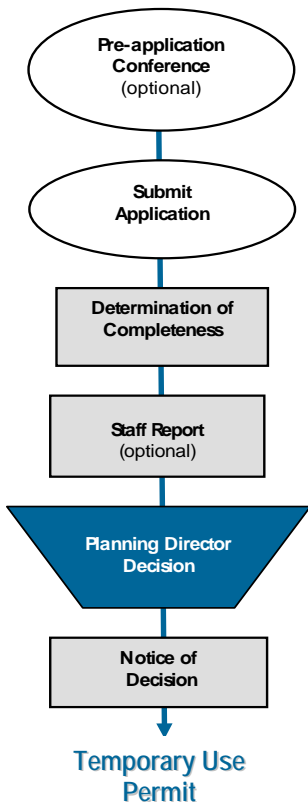 Pre-application
Conference
(optional)
Submit
Application
Determination of
Completeness
Staff Report
(optional)
Planning Director
Decision
Notice of
Decision
Temporary Use
Permit